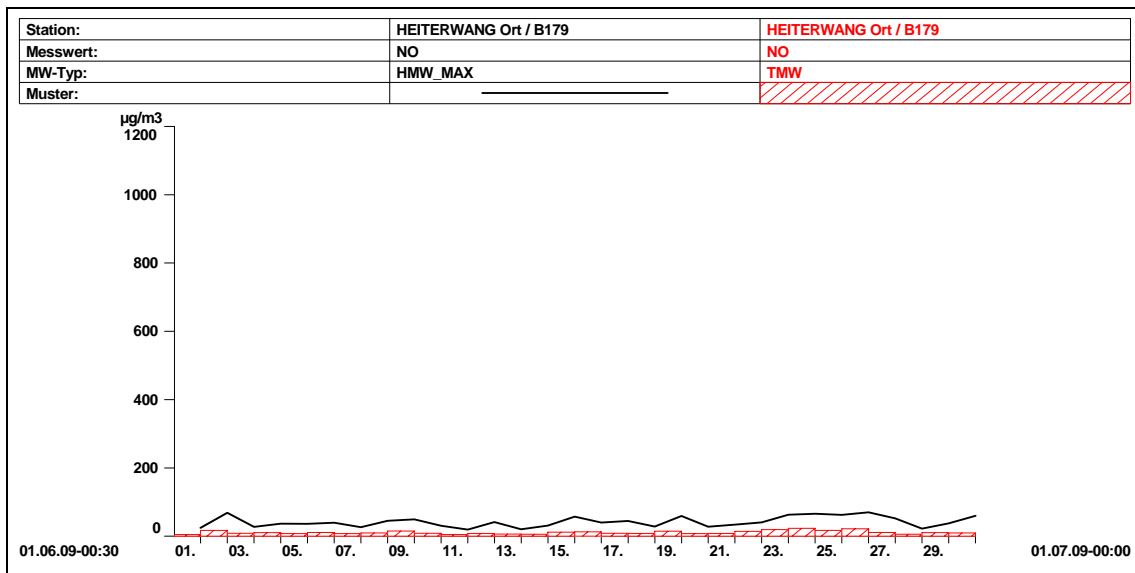 Station: HEITERWANG Ort / B179 HEITERWANG Ort / B179
Messwert: NO NO
MW-Typ: HMW_MAX TMW
Muster:
µg/m3
1200
1000
800
600
400
200
0
01.06.09-00:30 01. 03. 05. 07. 09. 11. 13. 15. 17. 19. 21. 23. 25. 27. 29. 01.07.09-00:00